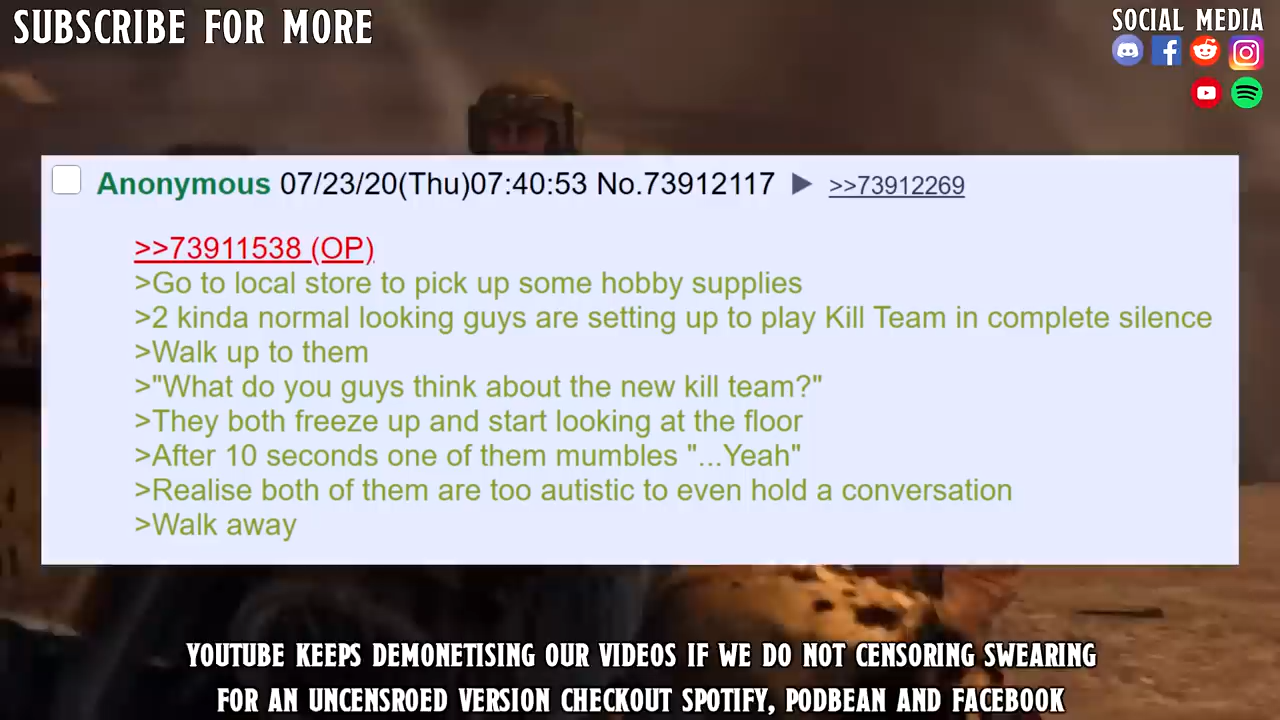 SUBSCRIBE FOR MORE
SOCIAL MEDIA
Anonymous 07/23/20(Thu)07:40:53 No.73912117 ▶ >>73912269
>>73911538 (OP)
>Go to local store to pick up some hobby supplies
>2 kinda normal looking guys are setting up to play Kill Team in complete silence
>Walk up to them
>"What do you guys think about the new kill team?"
>They both freeze up and start looking at the floor
>After 10 seconds one of them mumbles "...Yeah"
>Realise both of them are too autistic to even hold a conversation
>Walk away
YOUTUBE KEEPS DEMONETISING OUR VIDEOS IF WE DO NOT CENSORING SWEARING
FOR AN UNCENSROED VERSION CHECKOUT SPOTIFY, PODBEAN AND FACEBOOK